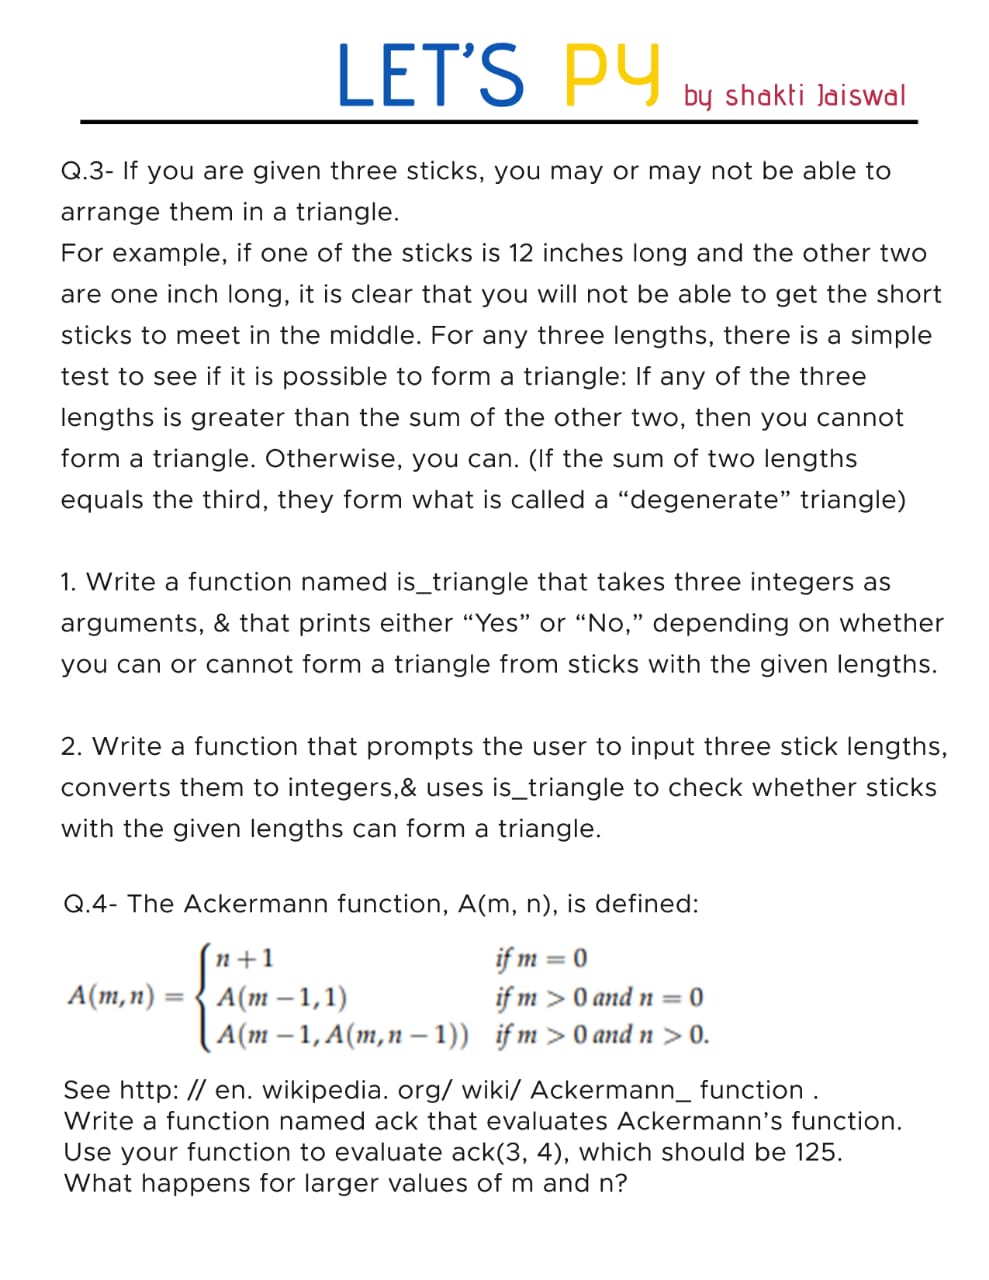 LET'S PY by shakti Jaiswal
Q.3- If you are given three sticks, you may or may not be able to
arrange them in a triangle.
For example, if one of the sticks is 12 inches long and the other two
are one inch long, it is clear that you will not be able to get the short
sticks to meet in the middle. For any three lengths, there is a simple
test to see if it is possible to form a triangle: If any of the three
lengths is greater than the sum of the other two, then you cannot
form a triangle. Otherwise, you can. (If the sum of two lengths
equals the third, they form what is called a “degenerate” triangle)
1. Write a function named is_triangle that takes three integers as
arguments, & that prints either “Yes” or “No,” depending on whether
you can or cannot form a triangle from sticks with the given lengths.
2. Write a function that prompts the user to input three stick lengths,
converts them to integers,& uses is_triangle to check whether sticks
with the given lengths can form a triangle.
Q.4- The Ackermann function, A(m, n), is defined:
n + 1 if m = 0
A(m,n) = { A(m − 1, 1) if m > 0 and n = 0
A(m − 1, A(m, n − 1)) if m > 0 and n > 0.
See http: // en. wikipedia. org/ wiki/ Ackermann_ function .
Write a function named ack that evaluates Ackermann’s function.
Use your function to evaluate ack(3, 4), which should be 125.
What happens for larger values of m and n?